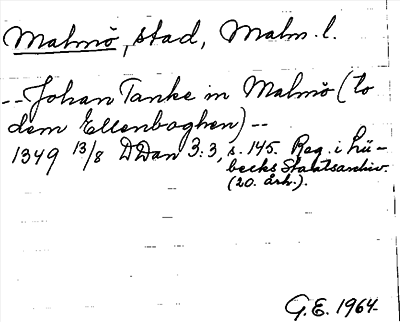 Malmö, stad, Malm. l.
-- Johan Tanke in Malmö (to
dem Ellenboghen) --
1349 13/8 DDan 3:3, s. 145. Reg. i Lü-
becks Staatsarchiv.
(20. årh.).
G.E. 1964